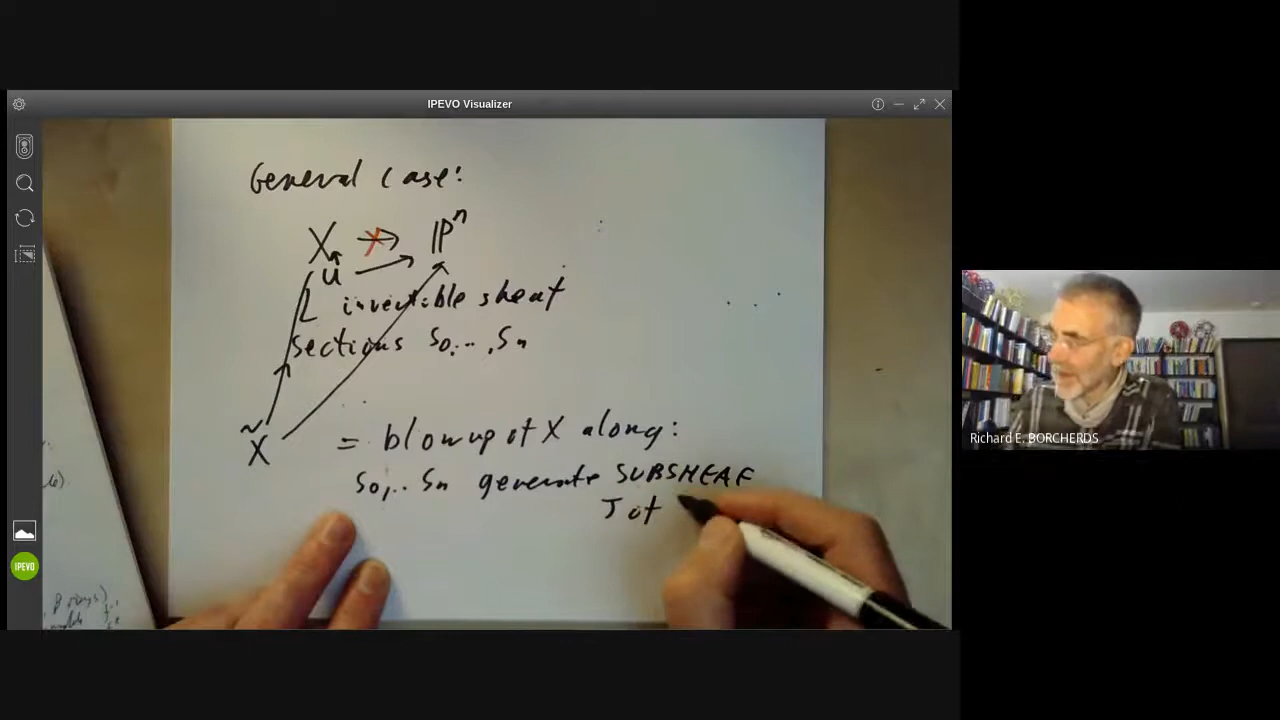 IPEVO Visualizer
General case:
X → ℙⁿ
U
L invertible sheaf
sections s₀, ..., sₙ
X̃ = blowup of X along:
s₀, .. sₙ generate SUBSHEAF
J of
Richard E. BORCHERDS
IPEVO